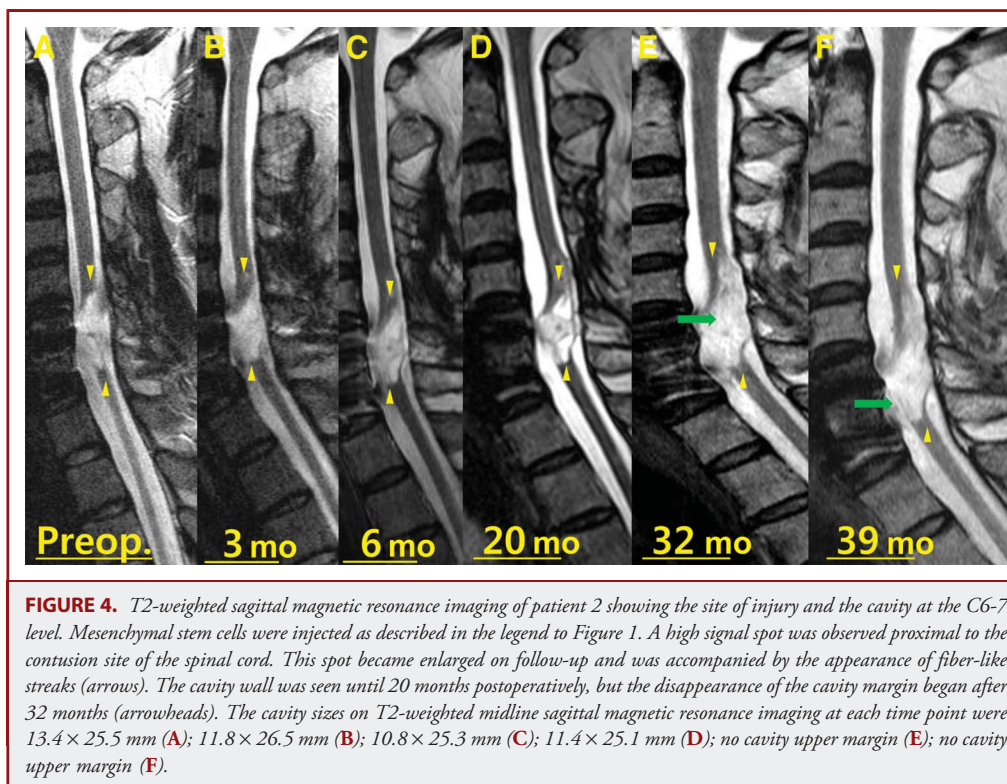 A B C D E F
Preop. 3 mo 6 mo 20 mo 32 mo 39 mo
FIGURE 4. T2-weighted sagittal magnetic resonance imaging of patient 2 showing the site of injury and the cavity at the C6-7
level. Mesenchymal stem cells were injected as described in the legend to Figure 1. A high signal spot was observed proximal to the
contusion site of the spinal cord. This spot became enlarged on follow-up and was accompanied by the appearance of fiber-like
streaks (arrows). The cavity wall was seen until 20 months postoperatively, but the disappearance of the cavity margin began after
32 months (arrowheads). The cavity sizes on T2-weighted midline sagittal magnetic resonance imaging at each time point were
13.4 × 25.5 mm (A); 11.8 × 26.5 mm (B); 10.8 × 25.3 mm (C); 11.4 × 25.1 mm (D); no cavity upper margin (E); no cavity
upper margin (F).